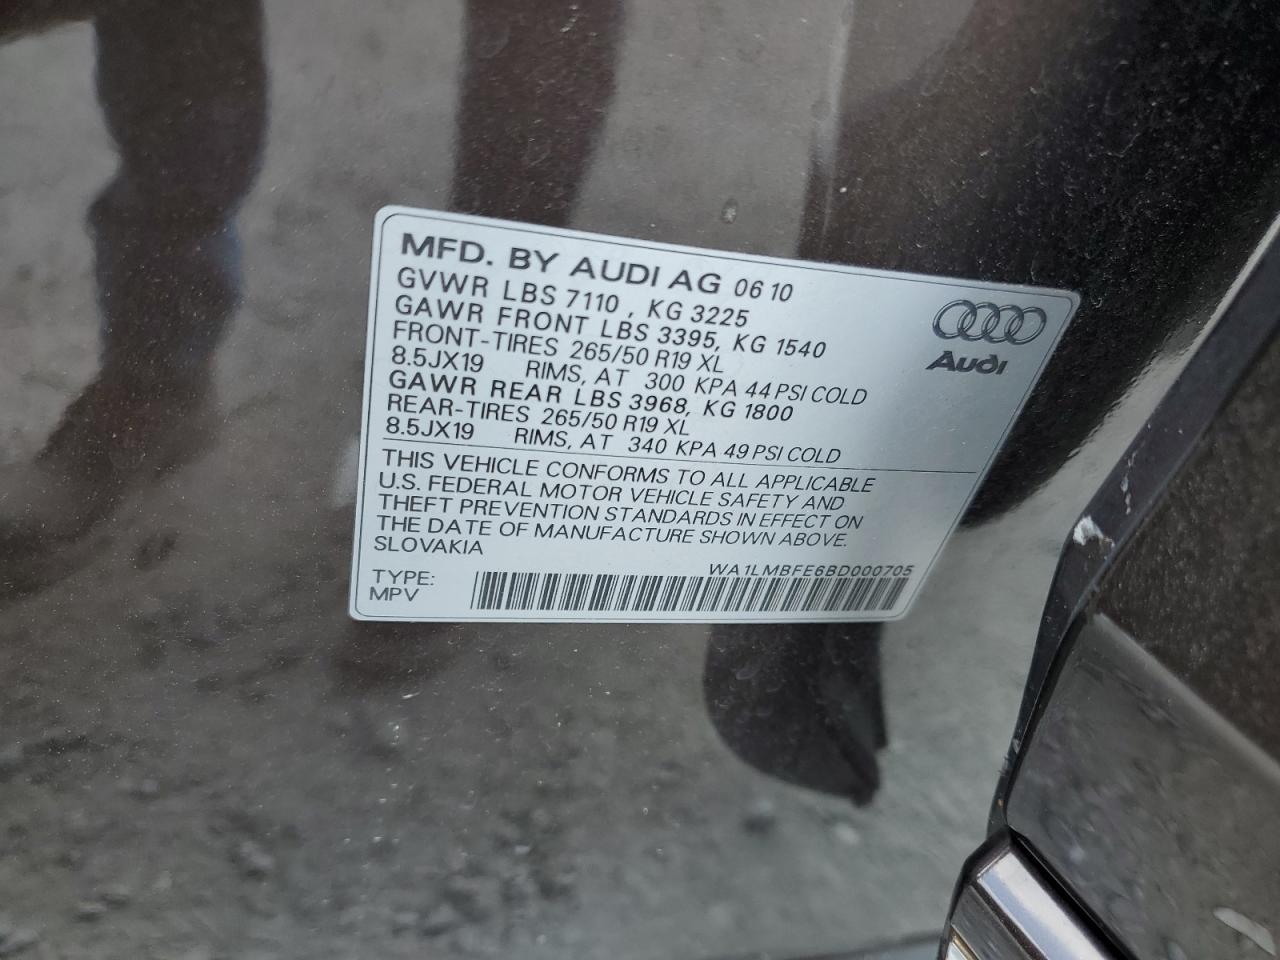 MFD. BY AUDI AG 06 10
GVWR LBS 7110 , KG 3225
GAWR FRONT LBS 3395, KG 1540
FRONT-TIRES 265/50 R19 XL
8.5JX19 RIMS, AT 300 KPA 44 PSI COLD
GAWR REAR LBS 3968, KG 1800
REAR-TIRES 265/50 R19 XL
8.5JX19 RIMS, AT 340 KPA 49 PSI COLD
Audi
THIS VEHICLE CONFORMS TO ALL APPLICABLE
U.S. FEDERAL MOTOR VEHICLE SAFETY AND
THEFT PREVENTION STANDARDS IN EFFECT ON
THE DATE OF MANUFACTURE SHOWN ABOVE.
SLOVAKIA
WA1LMBFE6BD000705
TYPE:
MPV